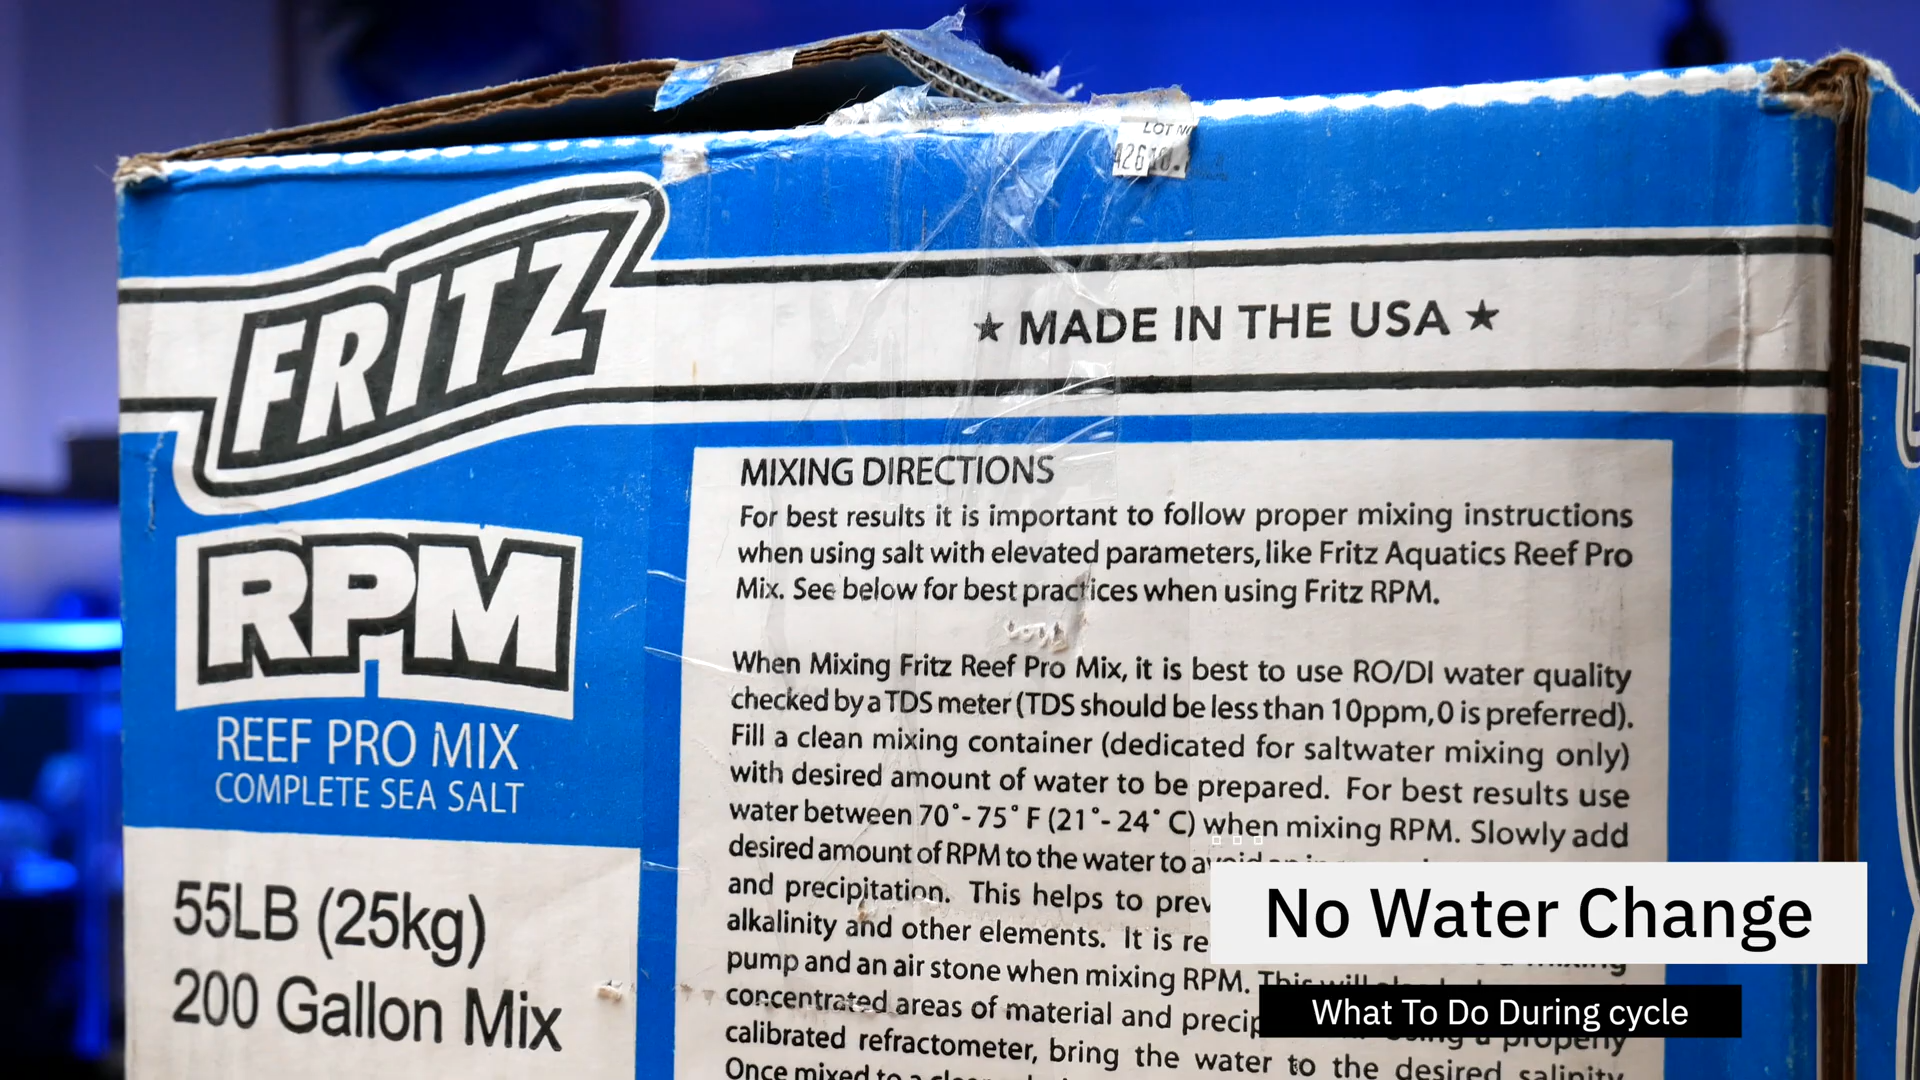 LOT NO
FRITZ
★ MADE IN THE USA ★
RPM
REEF PRO MIX
COMPLETE SEA SALT
55LB (25kg)
200 Gallon Mix
MIXING DIRECTIONS
For best results it is important to follow proper mixing instructions
when using salt with elevated parameters, like Fritz Aquatics Reef Pro
Mix. See below for best practices when using Fritz RPM.
When Mixing Fritz Reef Pro Mix, it is best to use RO/DI water quality
checked by a TDS meter (TDS should be less than 10ppm, 0 is preferred).
Fill a clean mixing container (dedicated for saltwater mixing only)
with desired amount of water to be prepared. For best results use
water between 70°-75° F (21°-24° C) when mixing RPM. Slowly add
desired amount of RPM to the water to
and precipitation. This helps to
alkalinity and other elements. It is
pump and an air stone when mixing RPM. This will
concentrated areas of material and
calibrated refractometer, bring the water to the desired salinity
Once mixed to a
No Water Change
What To Do During cycle